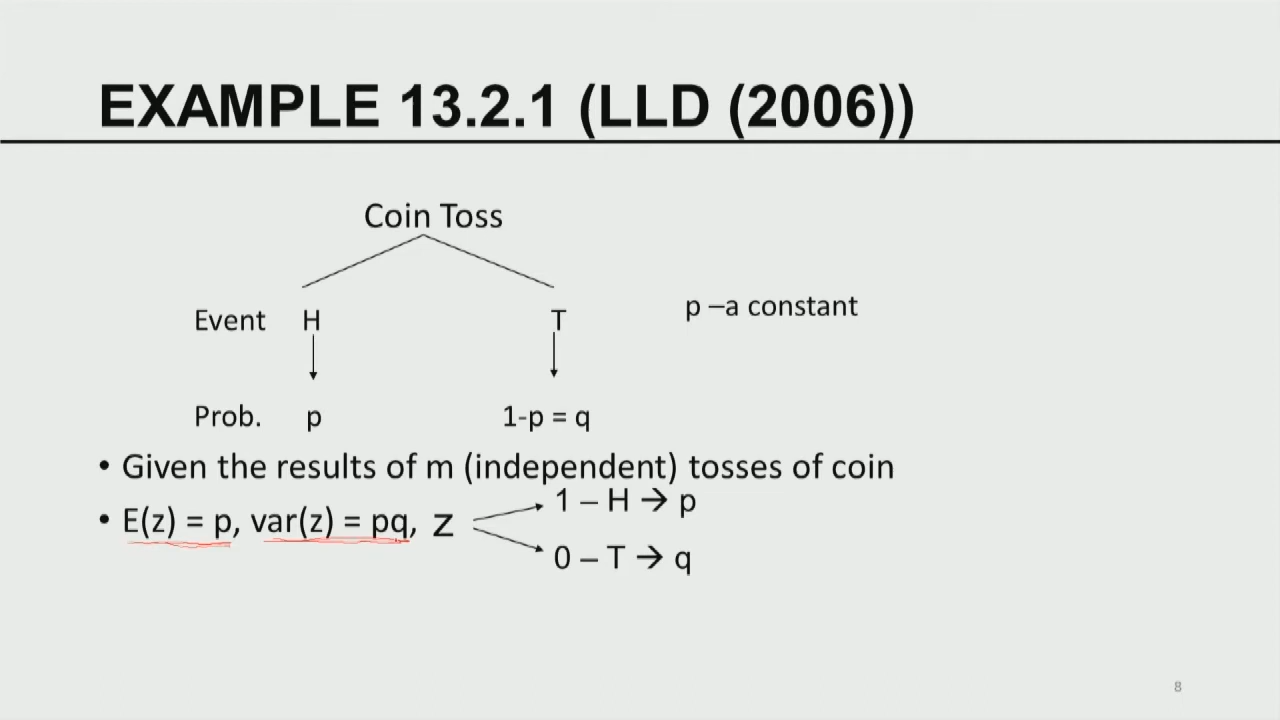 EXAMPLE 13.2.1 (LLD (2006))
Coin Toss
Event H T p –a constant
Prob. p 1-p = q
• Given the results of m (independent) tosses of coin
• E(z) = p, var(z) = pq, z
1 – H → p
0 – T → q
8